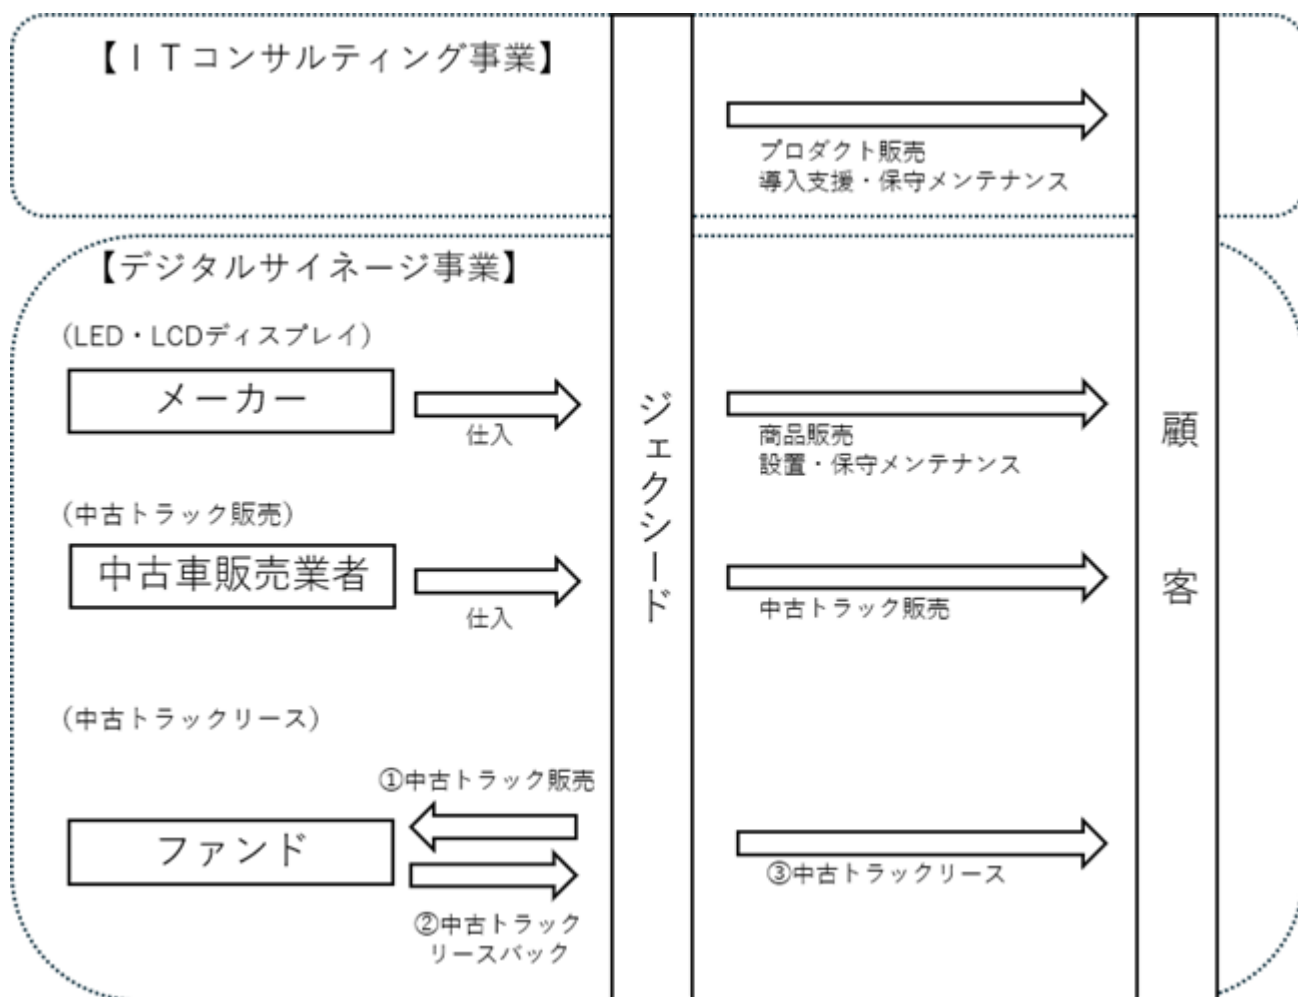 【ＩＴコンサルティング事業】
プロダクト販売
導入支援・保守メンテナンス
【デジタルサイネージ事業】
(LED・LCDディスプレイ)
メーカー
仕入
商品販売
設置・保守メンテナンス
ジェクシード
顧客
(中古トラック販売)
中古車販売業者
仕入
中古トラック販売
(中古トラックリース)
①中古トラック販売
ファンド
③中古トラックリース
②中古トラック
リースバック